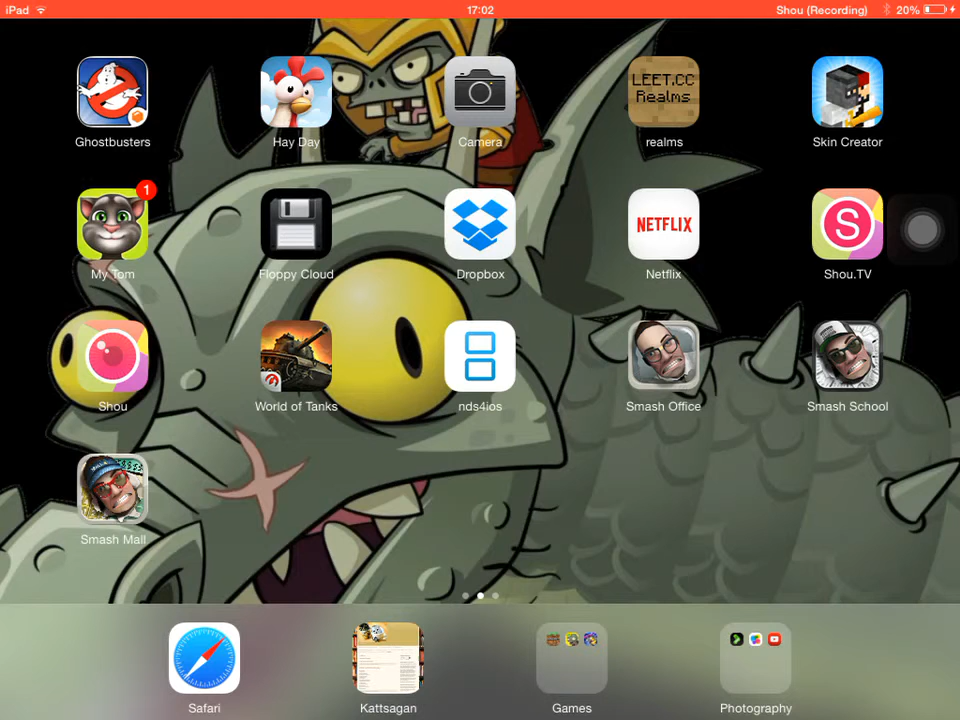 iPad 17:02 Shou (Recording) 20%
LEET.CC
Realms
Ghostbusters Hay Day Camera realms Skin Creator
1
NETFLIX S
My Tom Floppy Cloud Dropbox Netflix Shou.TV
Shou World of Tanks nds4ios Smash Office Smash School
Smash Mall
Safari Kattsagan Games Photography